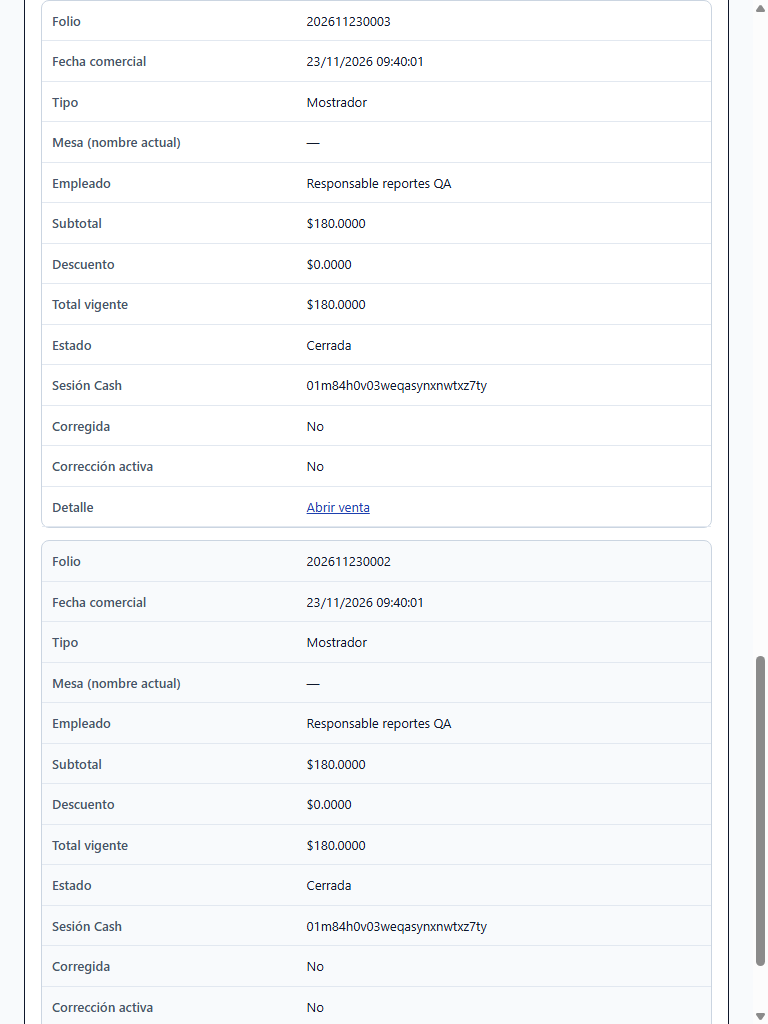 Folio 202611230003
Fecha comercial 23/11/2026 09:40:01
Tipo Mostrador
Mesa (nombre actual) —
Empleado Responsable reportes QA
Subtotal $180.0000
Descuento $0.0000
Total vigente $180.0000
Estado Cerrada
Sesión Cash 01m84h0v03weqasynxnwtxz7ty
Corregida No
Corrección activa No
Detalle Abrir venta
Folio 202611230002
Fecha comercial 23/11/2026 09:40:01
Tipo Mostrador
Mesa (nombre actual) —
Empleado Responsable reportes QA
Subtotal $180.0000
Descuento $0.0000
Total vigente $180.0000
Estado Cerrada
Sesión Cash 01m84h0v03weqasynxnwtxz7ty
Corregida No
Corrección activa No